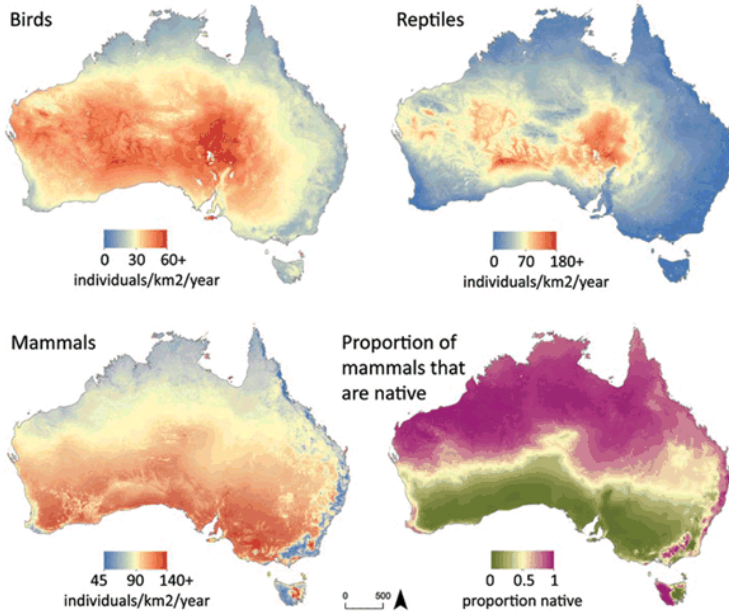 Birds
0 30 60+
individuals/km2/year
Reptiles
0 70 180+
individuals/km2/year
Mammals
45 90 140+
individuals/km2/year
0 500
Proportion of
mammals that
are native
0 0.5 1
proportion native